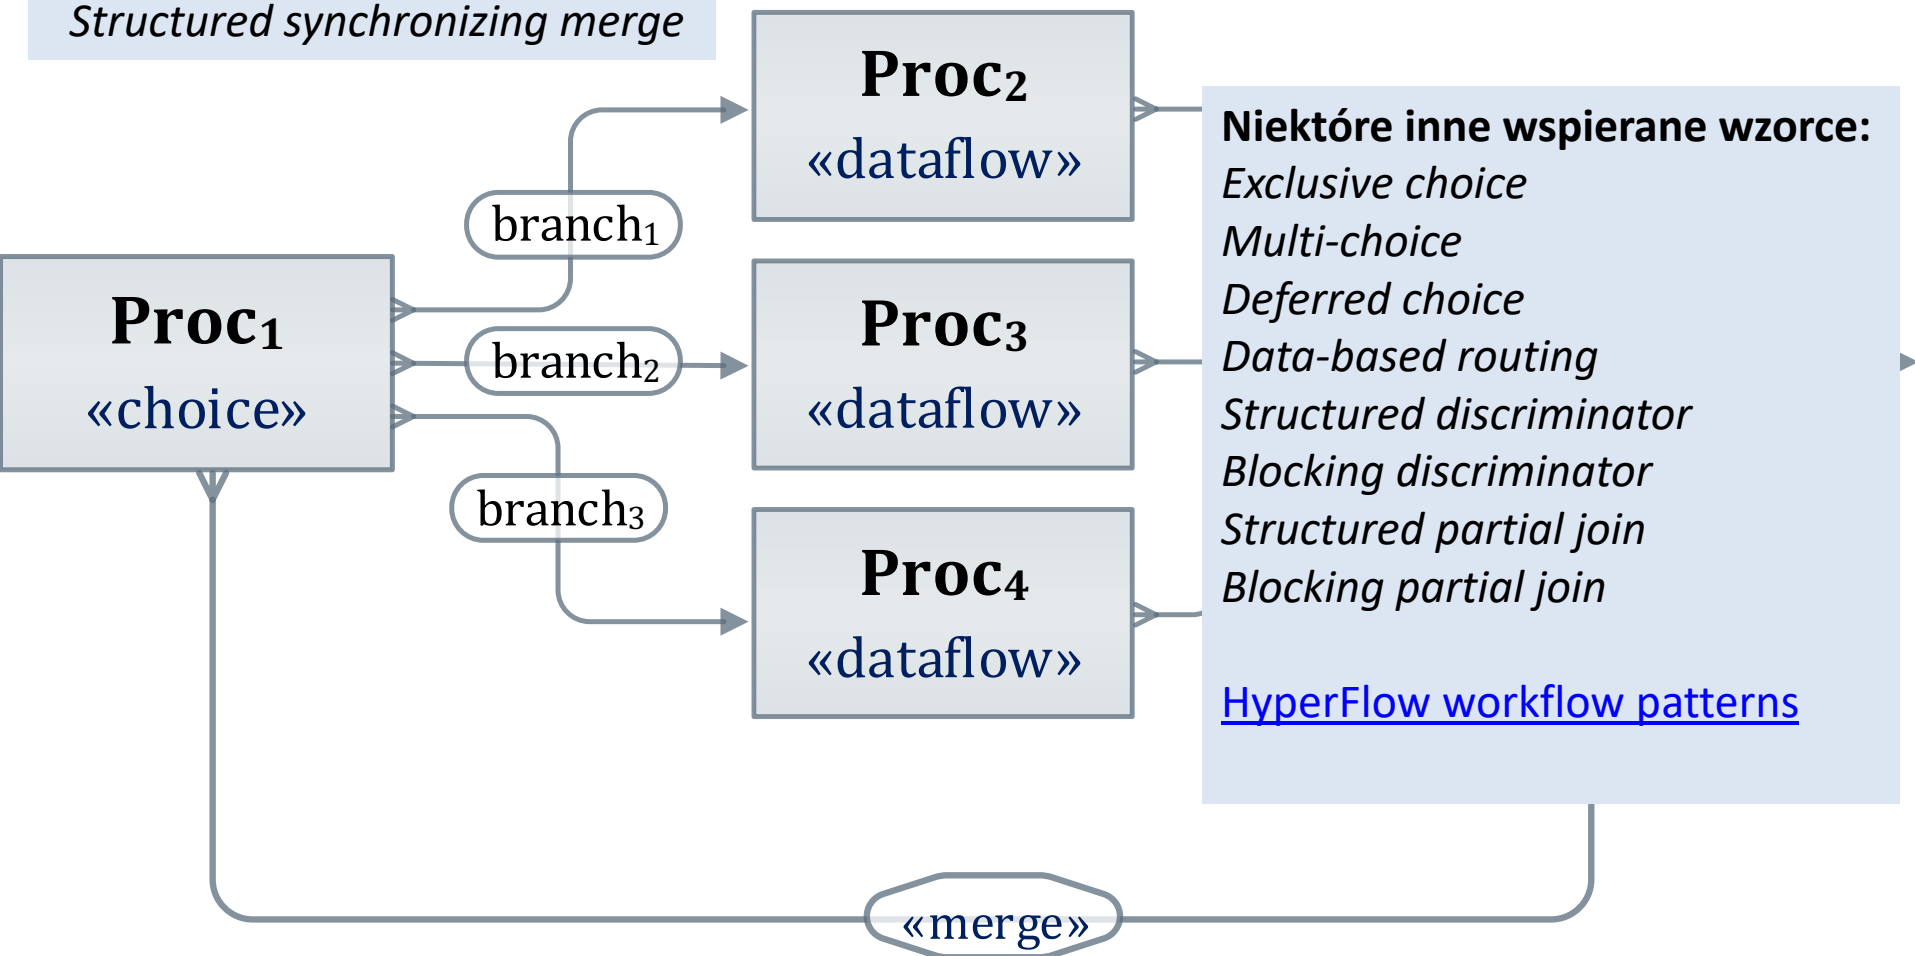 Structured synchronizing merge
Proc₂
«dataflow»
branch₁
Proc₁
«choice»
branch₂
Proc₃
«dataflow»
branch₃
Proc₄
«dataflow»
Niektóre inne wspierane wzorce:
Exclusive choice
Multi-choice
Deferred choice
Data-based routing
Structured discriminator
Blocking discriminator
Structured partial join
Blocking partial join
HyperFlow workflow patterns
«merge»